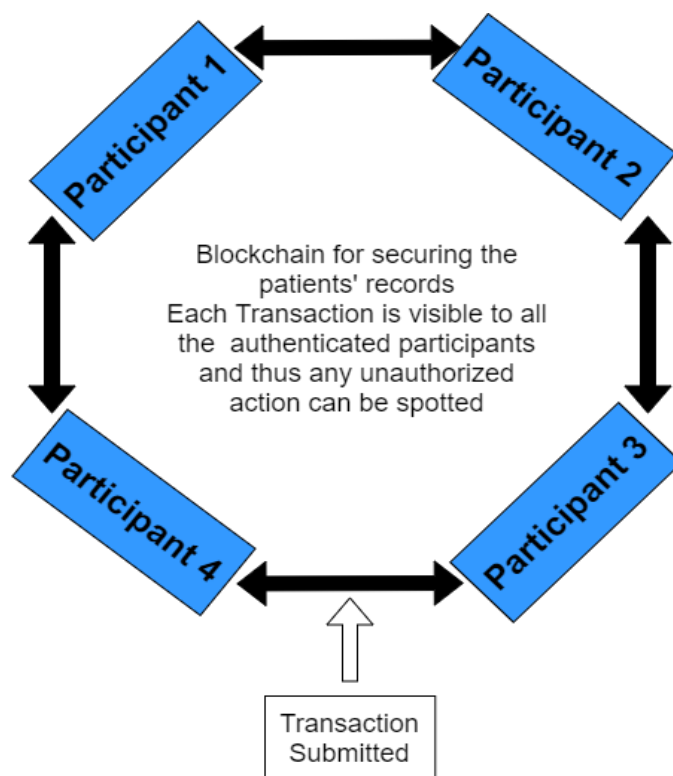 Participant 1
Participant 2
Blockchain for securing the
patients' records
Each Transaction is visible to all
the authenticated participants
and thus any unauthorized
action can be spotted
Participant 4
Participant 3
Transaction
Submitted